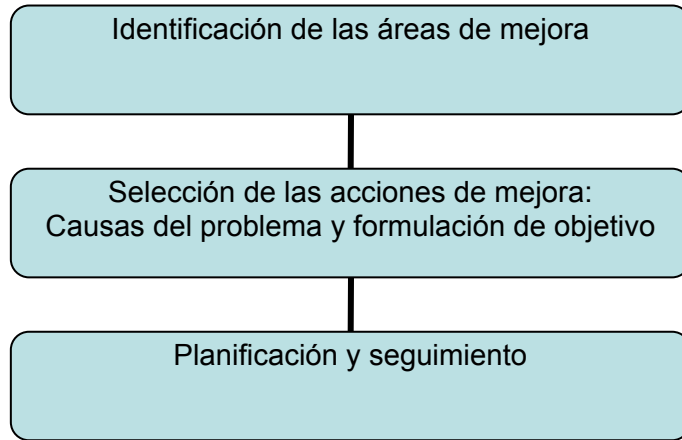 Identificación de las áreas de mejora
Selección de las acciones de mejora:
Causas del problema y formulación de objetivo
Planificación y seguimiento